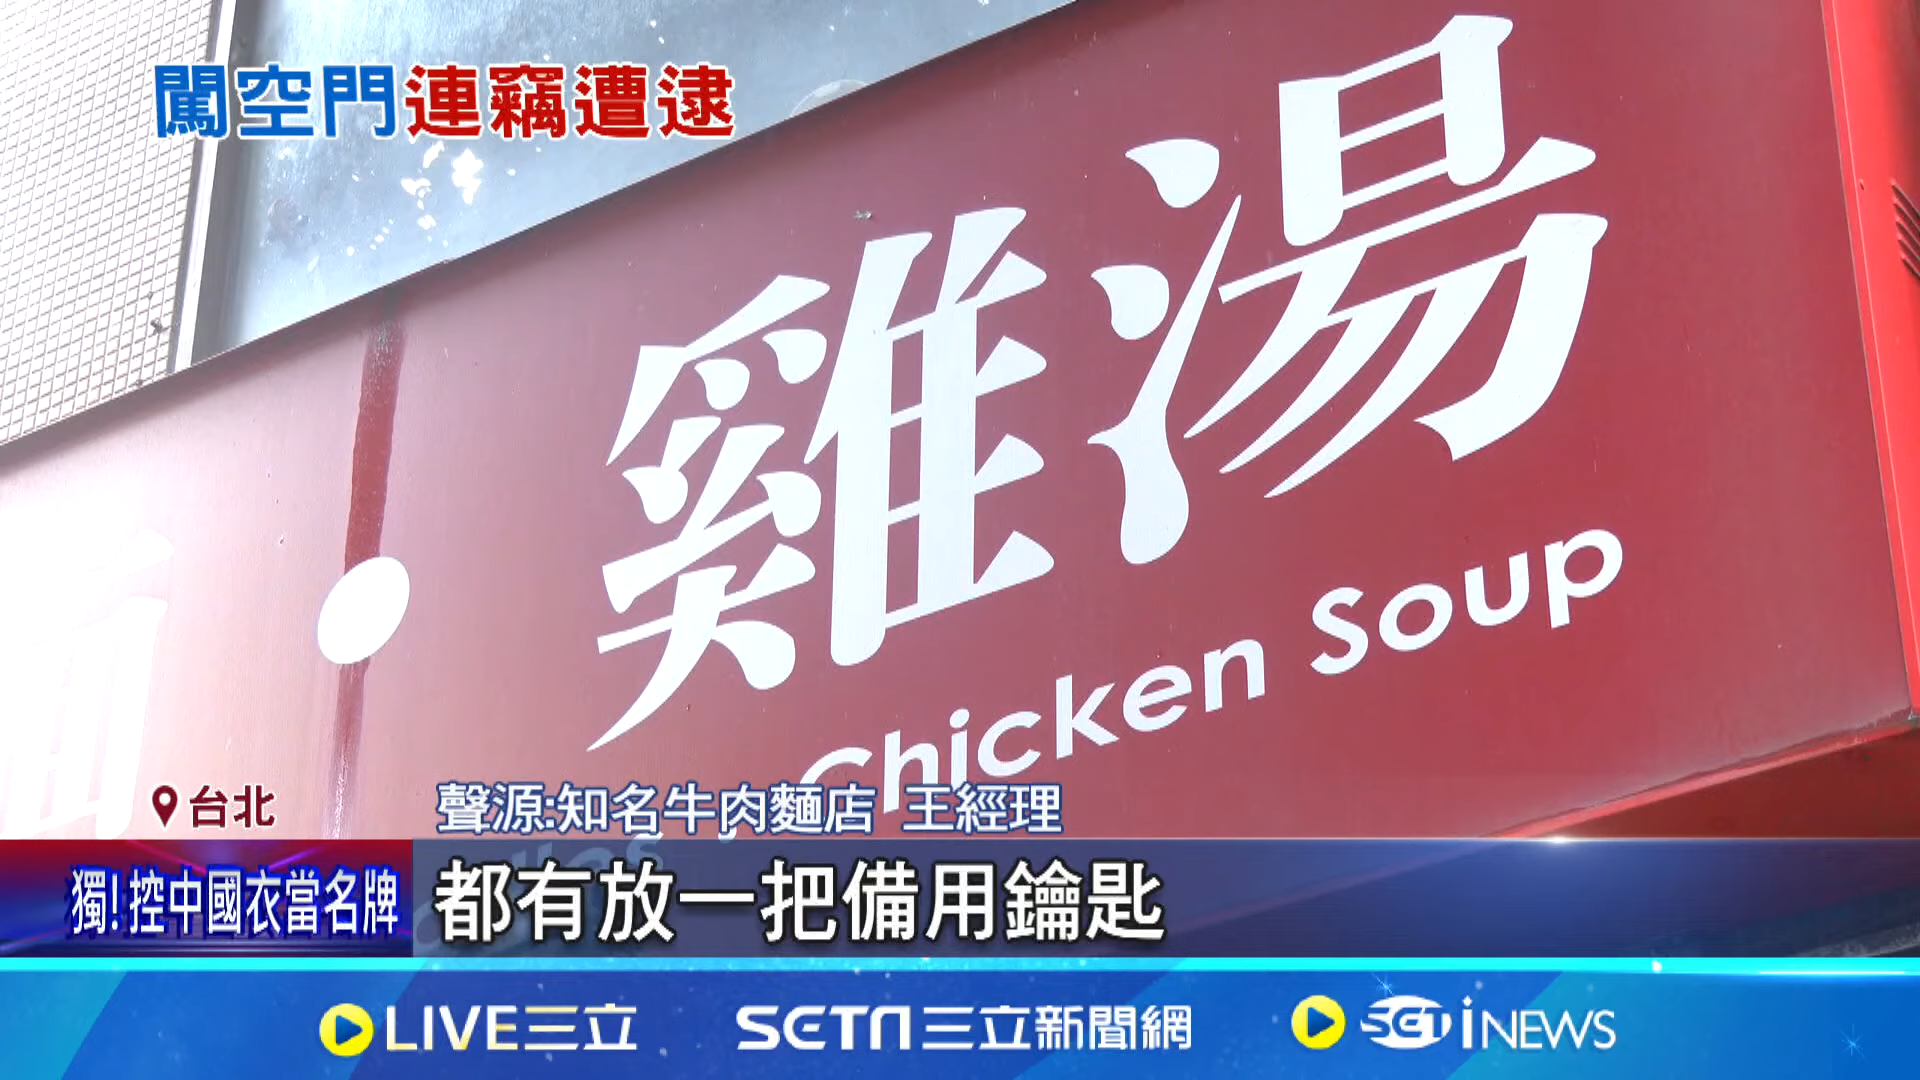 闖空門連竊遭逮
雞湯
Chicken Soup
台北
聲源:知名牛肉麵店 王經理
獨!控中國衣當名牌
都有放一把備用鑰匙
LIVE三立
SETN三立新聞網
SET iNEWS